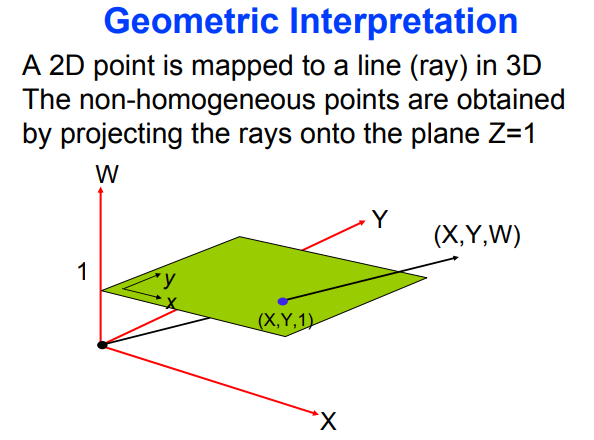 Geometric Interpretation
A 2D point is mapped to a line (ray) in 3D
The non-homogeneous points are obtained
by projecting the rays onto the plane Z=1
W
Y
(X,Y,W)
1
y
x
(X,Y,1)
X